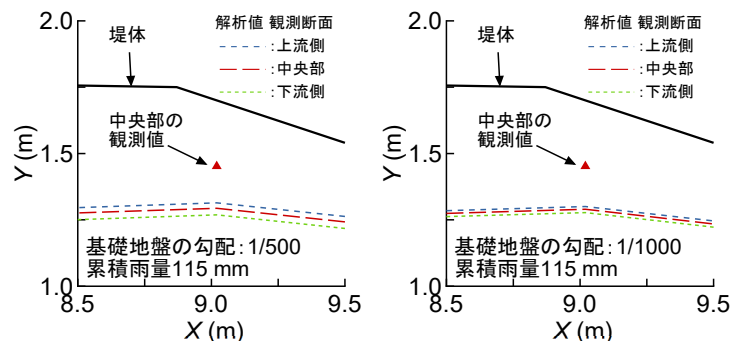 2.0
1.5
1.0
Y (m)
8.5
9.0
9.5
X (m)
堤体
解析値 観測断面
:上流側
:中央部
:下流側
中央部の
観測値
基礎地盤の勾配:1/500
累積雨量115 mm
2.0
1.5
1.0
Y (m)
8.5
9.0
9.5
X (m)
堤体
解析値 観測断面
:上流側
:中央部
:下流側
中央部の
観測値
基礎地盤の勾配:1/1000
累積雨量115 mm